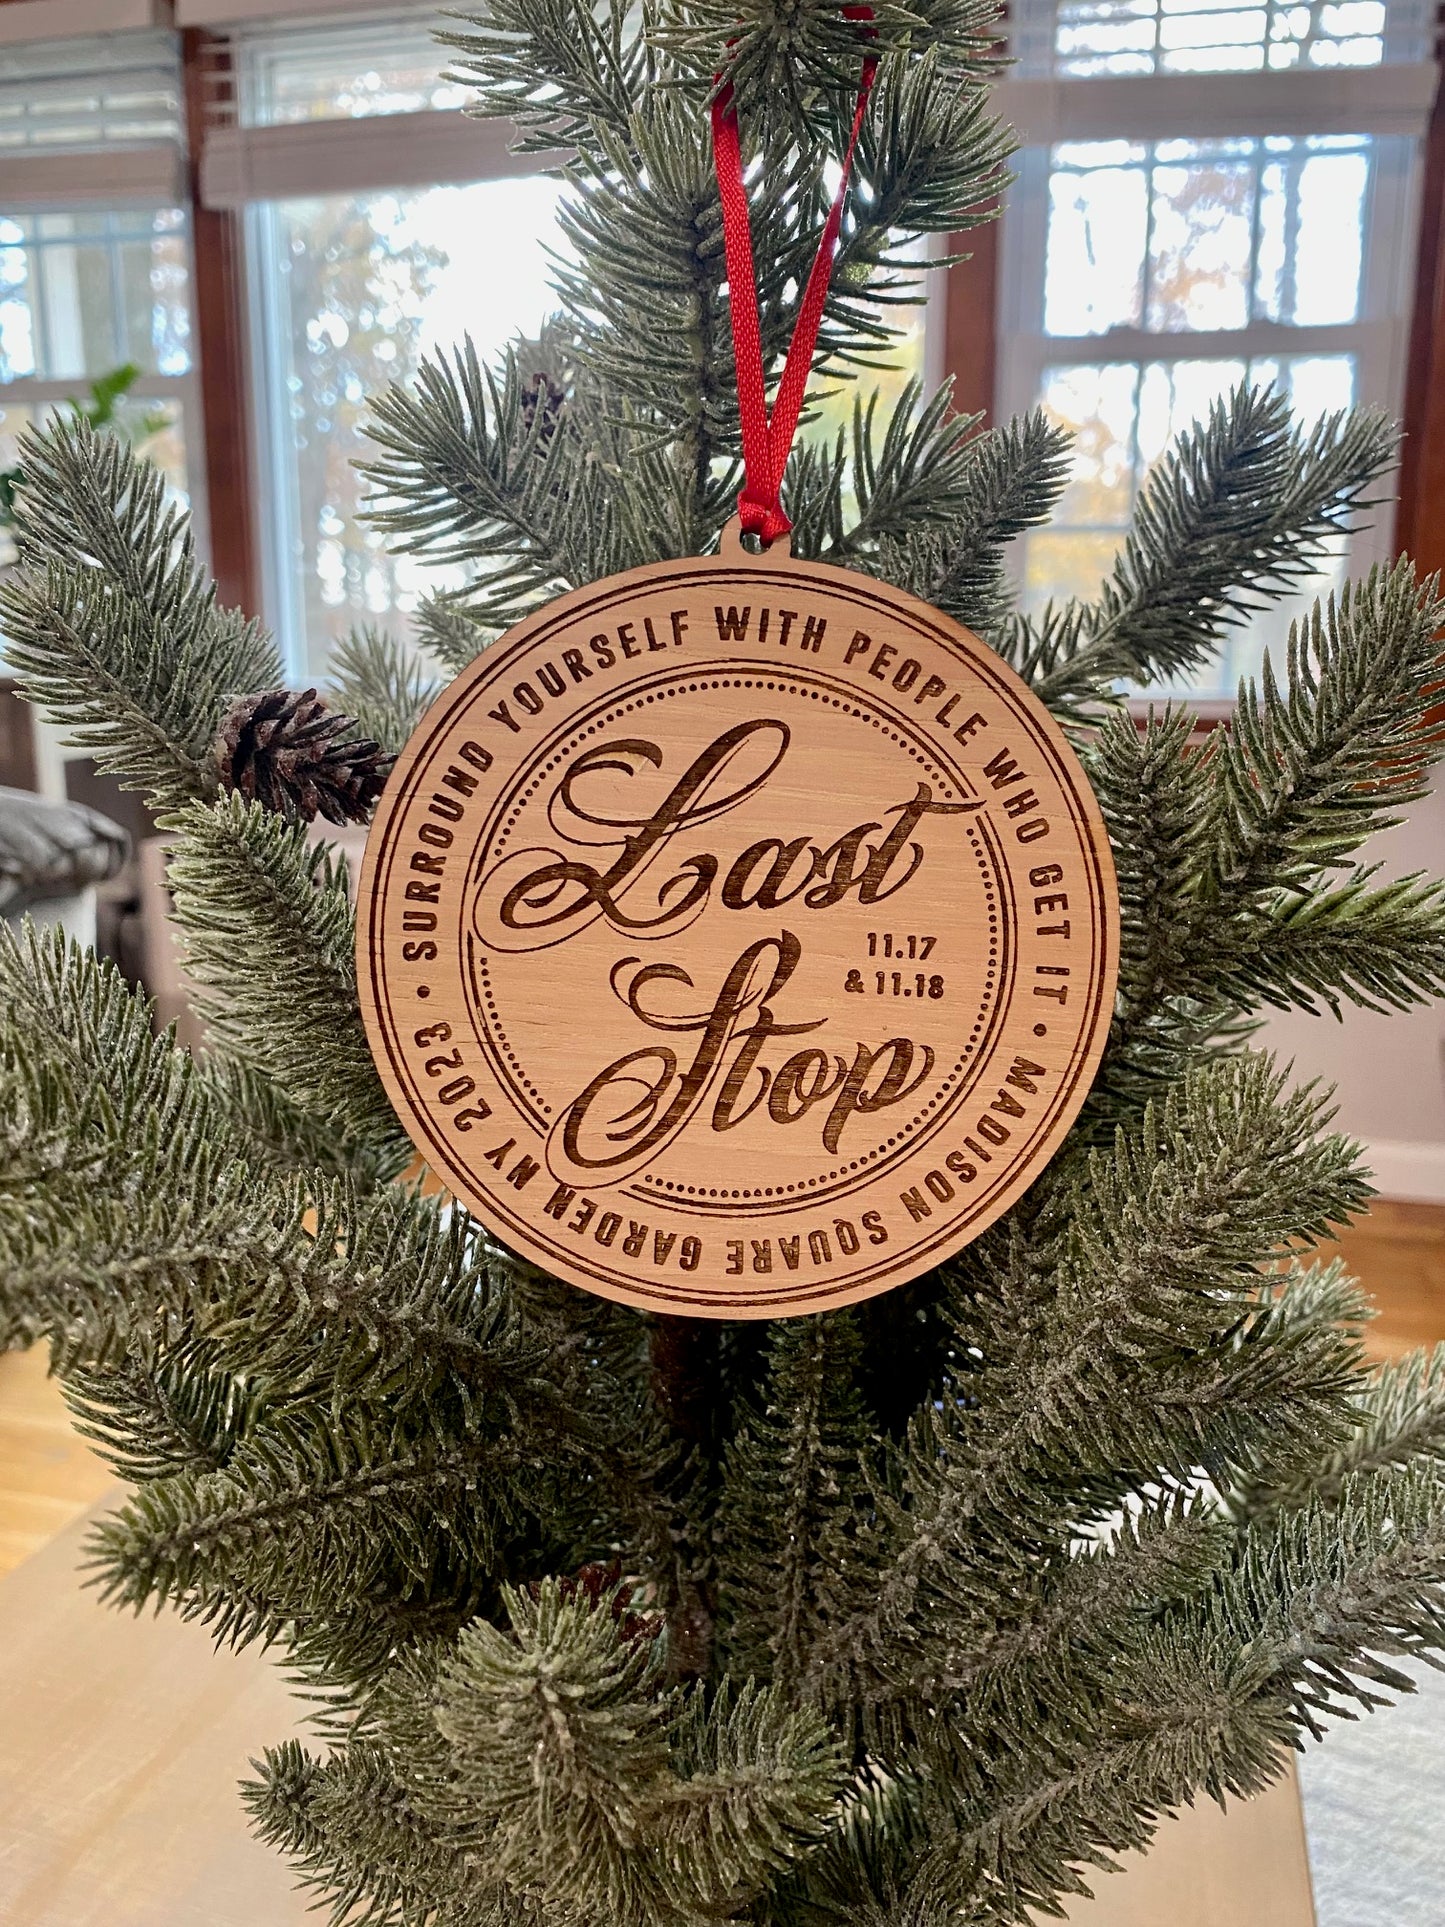 • SURROUND YOURSELF WITH PEOPLE WHO GET IT • MADISON SQUARE GARDEN NY 2023
Last
11.17
& 11.18
Stop